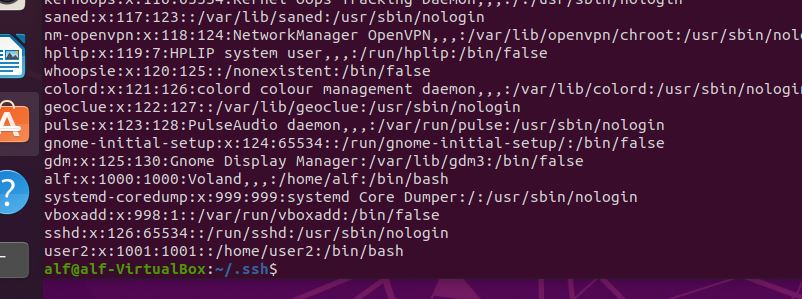 kernoops:x:116:65534:Kernel Oops Tracking Daemon,,,:/:/usr/sbin/nologin
saned:x:117:123::/var/lib/saned:/usr/sbin/nologin
nm-openvpn:x:118:124:NetworkManager OpenVPN,,,:/var/lib/openvpn/chroot:/usr/sbin/nolo
hplip:x:119:7:HPLIP system user,,,:/run/hplip:/bin/false
whoopsie:x:120:125::/nonexistent:/bin/false
colord:x:121:126:colord colour management daemon,,,:/var/lib/colord:/usr/sbin/nologin
geoclue:x:122:127::/var/lib/geoclue:/usr/sbin/nologin
pulse:x:123:128:PulseAudio daemon,,,:/var/run/pulse:/usr/sbin/nologin
gnome-initial-setup:x:124:65534::/run/gnome-initial-setup/:/bin/false
gdm:x:125:130:Gnome Display Manager:/var/lib/gdm3:/bin/false
alf:x:1000:1000:Voland,,,:/home/alf:/bin/bash
systemd-coredump:x:999:999:systemd Core Dumper:/:/usr/sbin/nologin
vboxadd:x:998:1::/var/run/vboxadd:/bin/false
sshd:x:126:65534::/run/sshd:/usr/sbin/nologin
user2:x:1001:1001::/home/user2:/bin/bash
alf@alf-VirtualBox:~/.ssh$